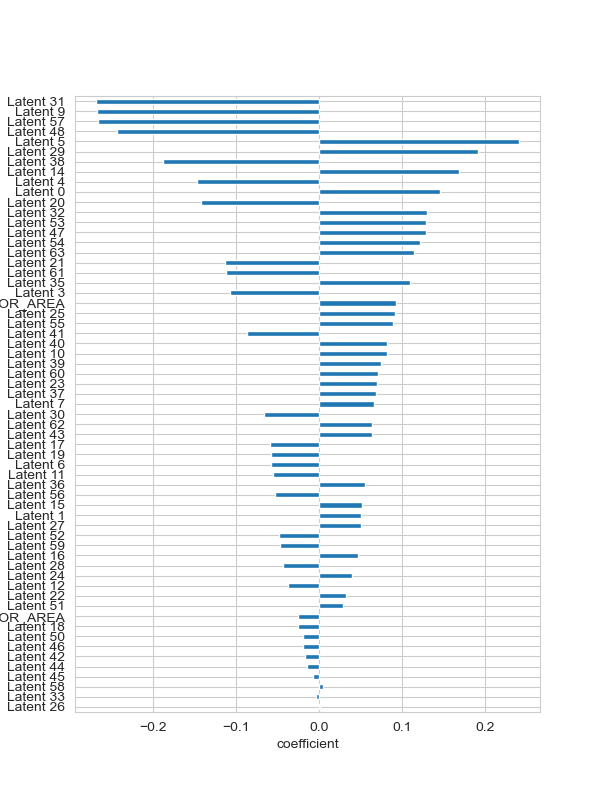 Latent 31
Latent 9
Latent 57
Latent 48
Latent 5
Latent 29
Latent 38
Latent 14
Latent 4
Latent 0
Latent 20
Latent 32
Latent 53
Latent 47
Latent 54
Latent 63
Latent 21
Latent 61
Latent 35
Latent 3
OR_AREA
Latent 25
Latent 55
Latent 41
Latent 40
Latent 10
Latent 39
Latent 60
Latent 23
Latent 37
Latent 7
Latent 30
Latent 62
Latent 43
Latent 17
Latent 19
Latent 6
Latent 11
Latent 36
Latent 56
Latent 15
Latent 1
Latent 27
Latent 52
Latent 59
Latent 16
Latent 28
Latent 24
Latent 12
Latent 22
Latent 51
OR_AREA
Latent 18
Latent 50
Latent 46
Latent 42
Latent 44
Latent 45
Latent 58
Latent 33
Latent 26
−0.2 −0.1 0.0 0.1 0.2
coefficient